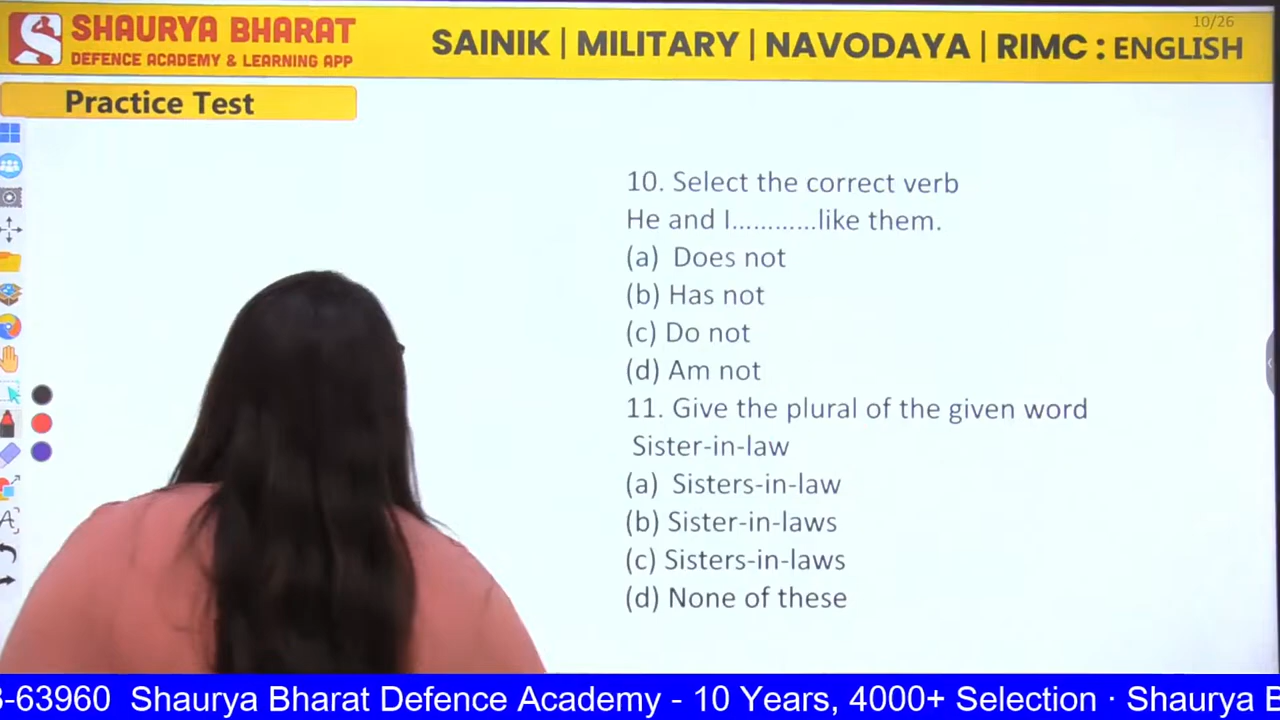 10/26
SHAURYA BHARAT
DEFENCE ACADEMY & LEARNING APP
SAINIK | MILITARY | NAVODAYA | RIMC : ENGLISH
Practice Test
10. Select the correct verb
He and I............like them.
(a) Does not
(b) Has not
(c) Do not
(d) Am not
11. Give the plural of the given word
Sister-in-law
(a) Sisters-in-law
(b) Sister-in-laws
(c) Sisters-in-laws
(d) None of these
-63960 Shaurya Bharat Defence Academy - 10 Years, 4000+ Selection · Shaurya